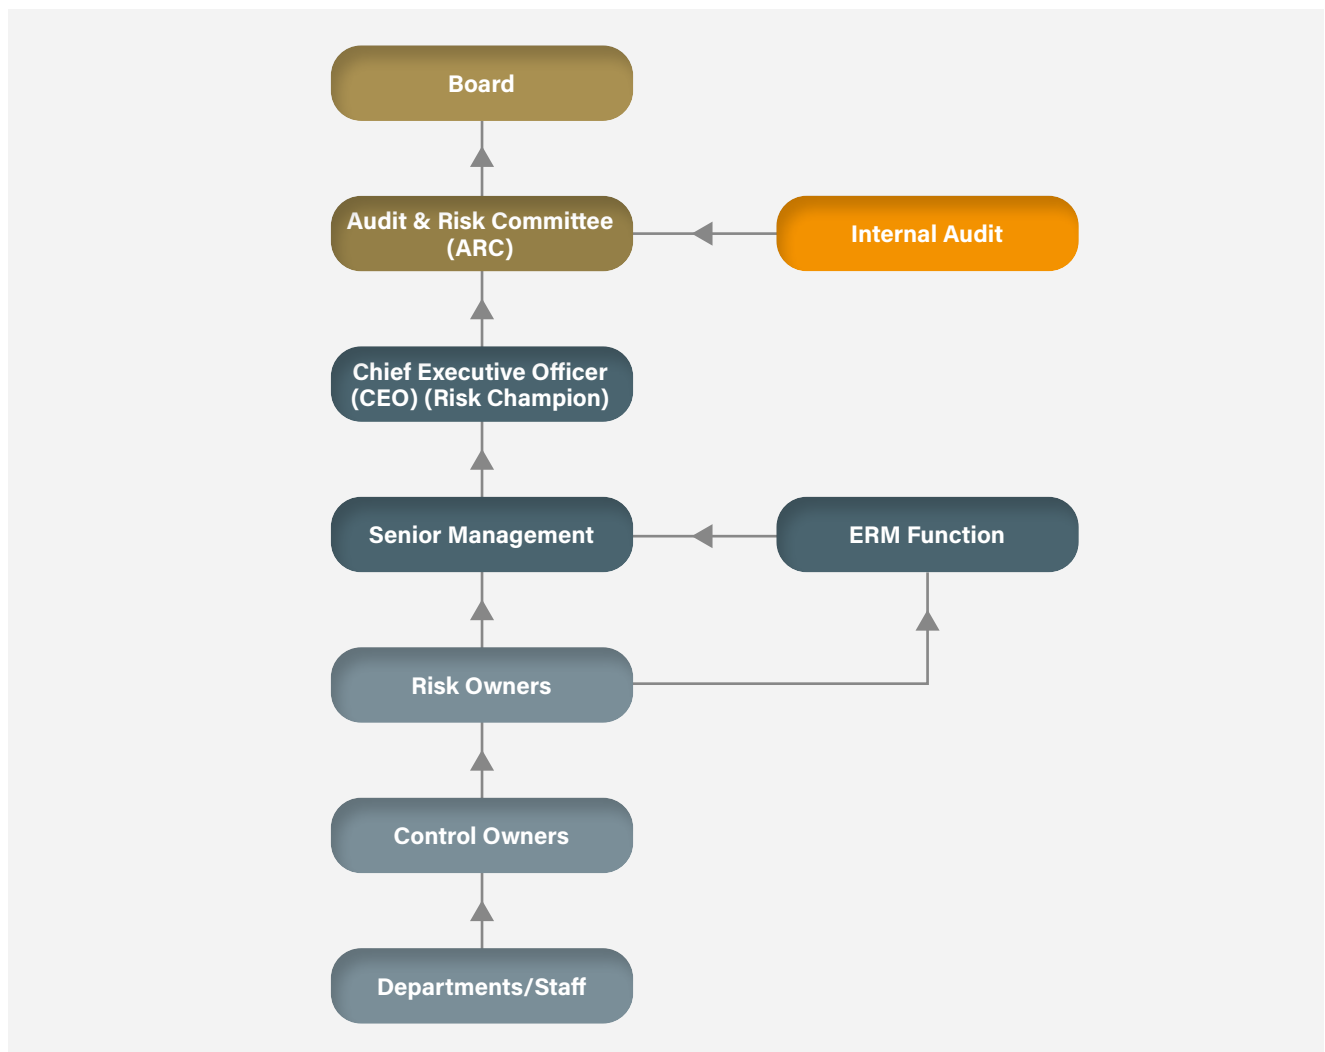 Board
Audit & Risk Committee
(ARC)
Internal Audit
Chief Executive Officer
(CEO) (Risk Champion)
Senior Management
ERM Function
Risk Owners
Control Owners
Departments/Staff